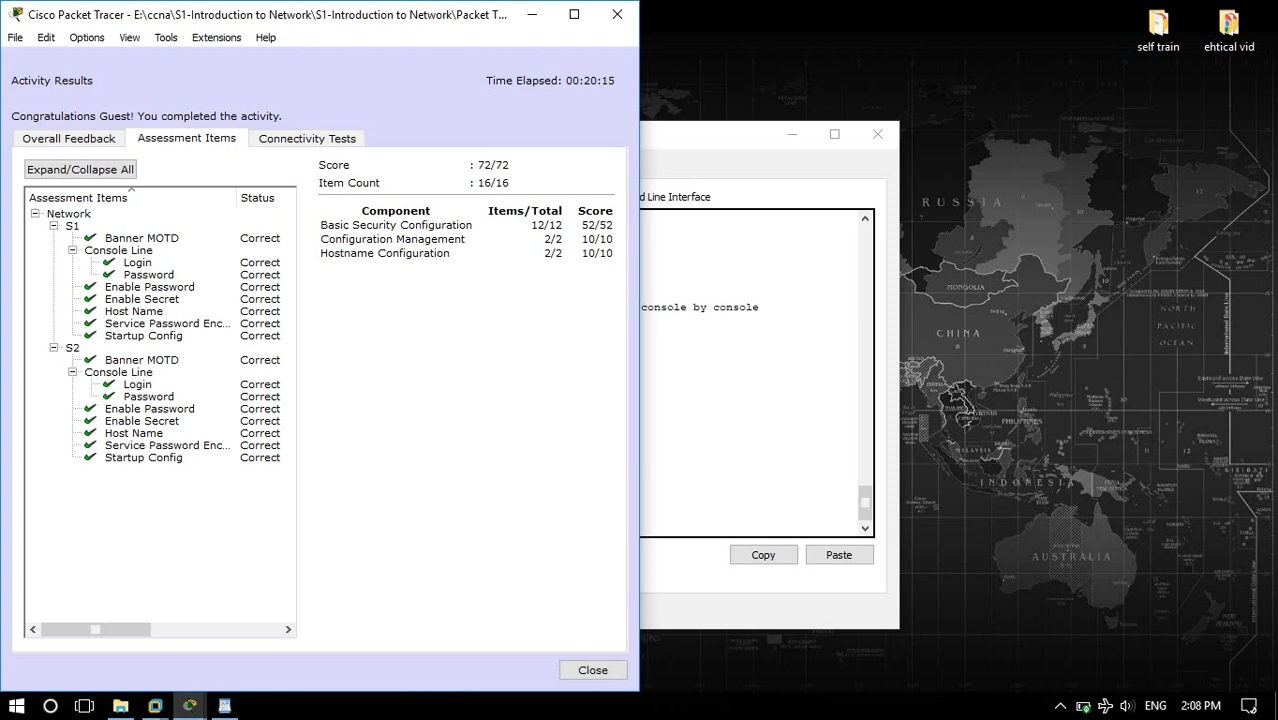 Cisco Packet Tracer - E:\ccna\S1-Introduction to Network\S1-Introduction to Network\Packet T...
File Edit Options View Tools Extensions Help
Activity Results
Time Elapsed: 00:20:15
Congratulations Guest! You completed the activity.
Overall Feedback Assessment Items Connectivity Tests
Expand/Collapse All
Assessment Items Status
Network
S1
Banner MOTD Correct
Console Line
Login Correct
Password Correct
Enable Password Correct
Enable Secret Correct
Host Name Correct
Service Password Enc... Correct
Startup Config Correct
S2
Banner MOTD Correct
Console Line
Login Correct
Password Correct
Enable Password Correct
Enable Secret Correct
Host Name Correct
Service Password Enc... Correct
Startup Config Correct
Score : 72/72
Item Count : 16/16
Component Items/Total Score
Basic Security Configuration 12/12 52/52
Configuration Management 2/2 10/10
Hostname Configuration 2/2 10/10
Close
d Line Interface
console by console
Copy Paste
self train
ehtical vid
RUSSIA
MONGOLIA
CHINA
NORTH
PACIFIC
OCEAN
PHILIPPINES
MALAYSIA
INDONESIA
AUSTRALIA
ENG 2:08 PM